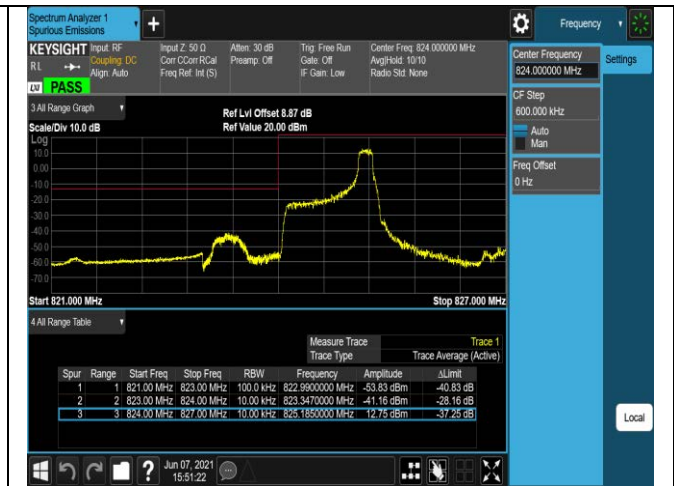 Spectrum Analyzer 1
Spurious Emissions
+
Frequency
KEYSIGHT
RL
LXI PASS
Input: RF
Coupling: DC
Align: Auto
Input Z: 50 Ω
Corr CCorr RCal
Freq Ref: Int (S)
Atten: 30 dB
Preamp: Off
Trig: Free Run
Gate: Off
IF Gain: Low
Center Freq: 824.000000 MHz
Avg|Hold: 10/10
Radio Std: None
Center Frequency
824.000000 MHz
Settings
CF Step
600.000 kHz
Auto
Man
Freq Offset
0 Hz
3 All Range Graph
Scale/Div 10.0 dB
Ref Lvl Offset 8.87 dB
Ref Value 20.00 dBm
Log
10.0
0.00
-10.0
-20.0
-30.0
-40.0
-50.0
-60.0
-70.0
Start 821.000 MHz
Stop 827.000 MHz
4 All Range Table
Measure Trace Trace 1
Trace Type Trace Average (Active)
Spur Range Start Freq Stop Freq RBW Frequency Amplitude ΔLimit
1 1 821.00 MHz 823.00 MHz 100.0 kHz 822.9900000 MHz -53.83 dBm -40.83 dB
2 2 823.00 MHz 824.00 MHz 10.00 kHz 823.3470000 MHz -41.16 dBm -28.16 dB
3 3 824.00 MHz 827.00 MHz 10.00 kHz 825.1850000 MHz 12.75 dBm -37.25 dB
Local
?
Jun 07, 2021
15:51:22